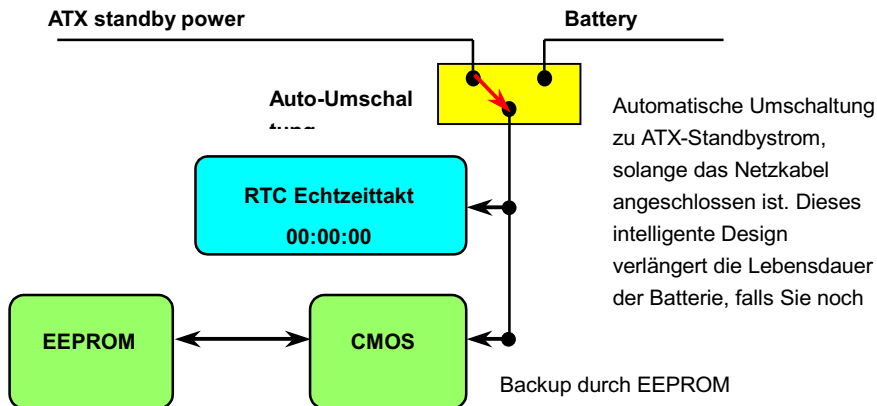 ATX standby power
Battery
Auto-Umschal
tung
Automatische Umschaltung
zu ATX-Standbystrom,
solange das Netzkabel
angeschlossen ist. Dieses
intelligente Design
verlängert die Lebensdauer
der Batterie, falls Sie noch
RTC Echtzeittakt
00:00:00
EEPROM
CMOS
Backup durch EEPROM